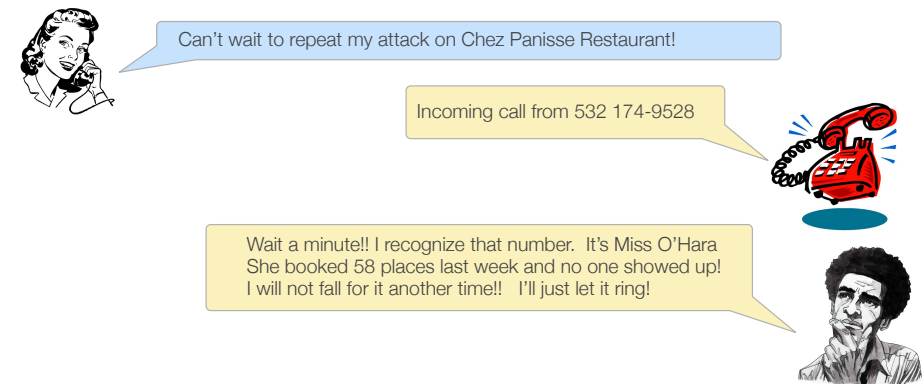 Can’t wait to repeat my attack on Chez Panisse Restaurant!
Incoming call from 532 174-9528
Wait a minute!! I recognize that number.  It’s Miss O’Hara
She booked 58 places last week and no one showed up!
I will not fall for it another time!!   I’ll just let it ring!